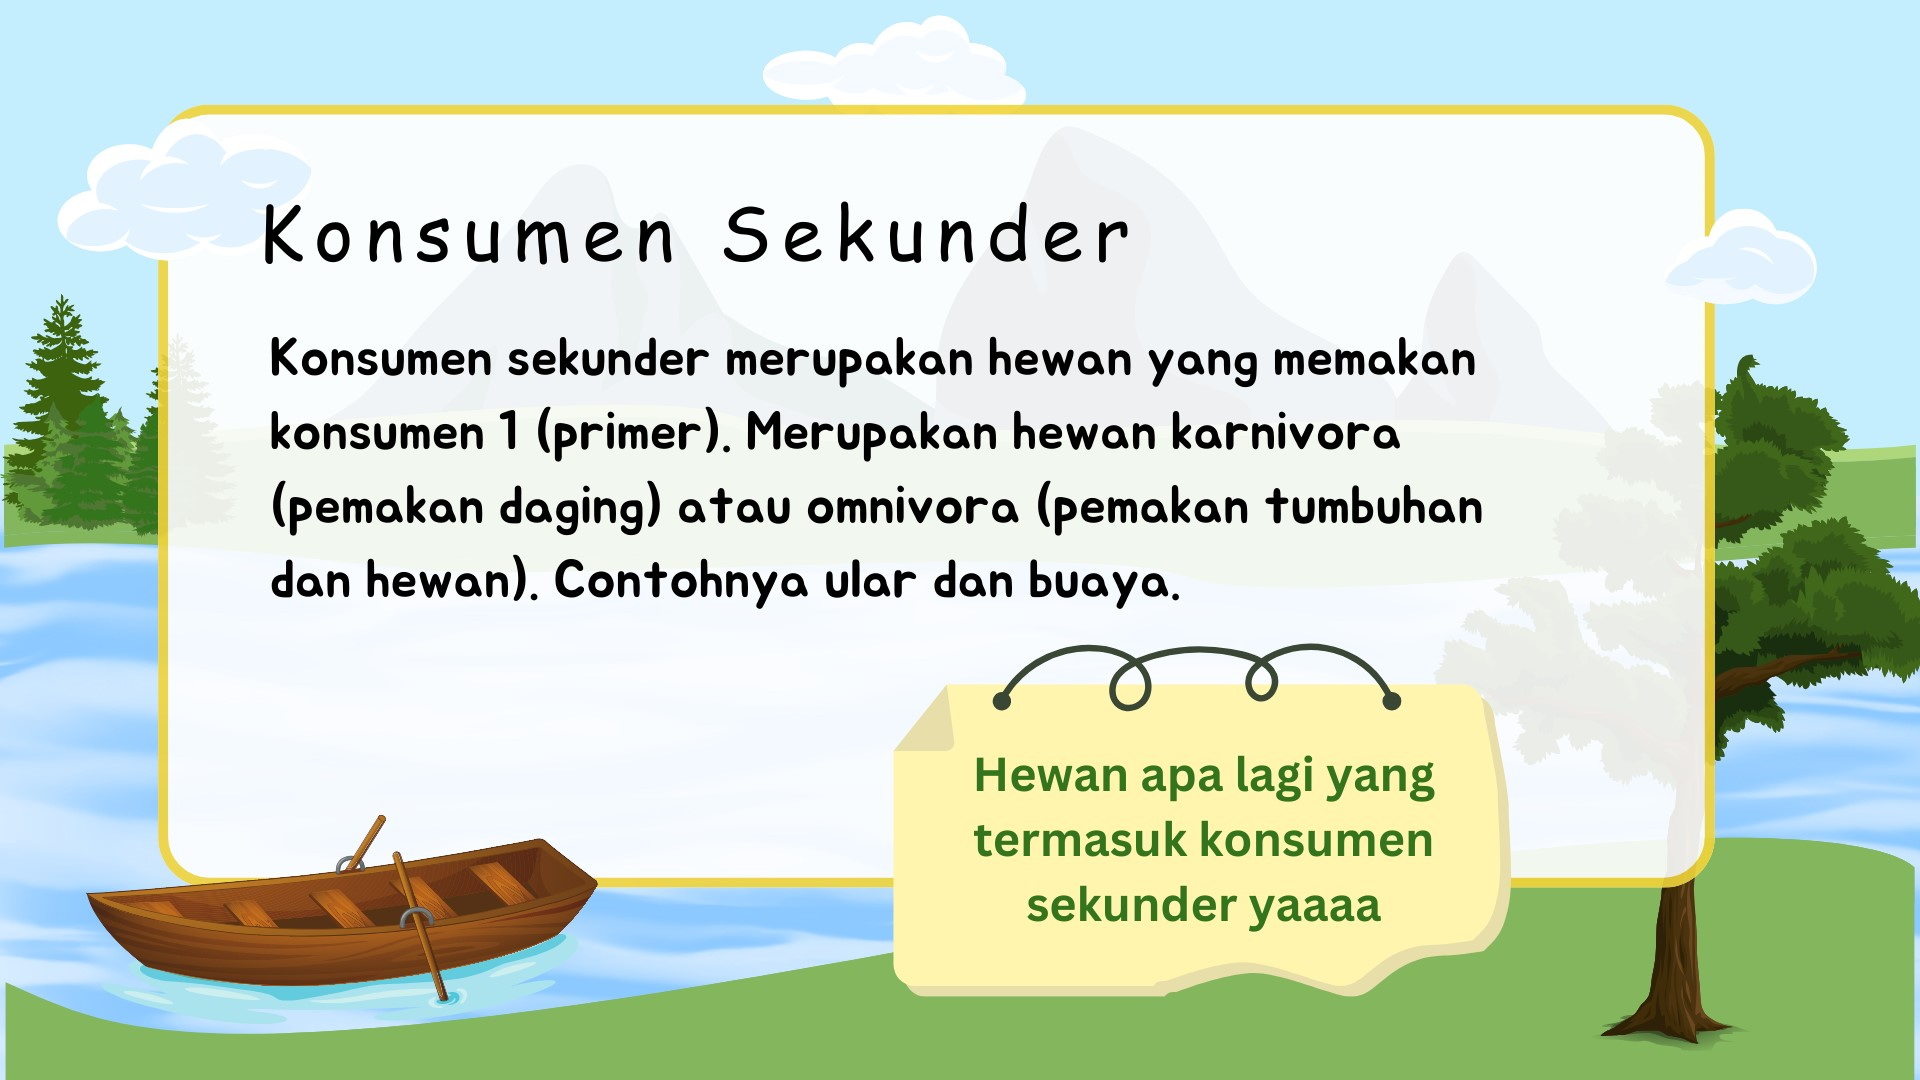 Konsumen Sekunder
Konsumen sekunder merupakan hewan yang memakan
konsumen 1 (primer). Merupakan hewan karnivora
(pemakan daging) atau omnivora (pemakan tumbuhan
dan hewan). Contohnya ular dan buaya.
Hewan apa lagi yang
termasuk konsumen
sekunder yaaaa